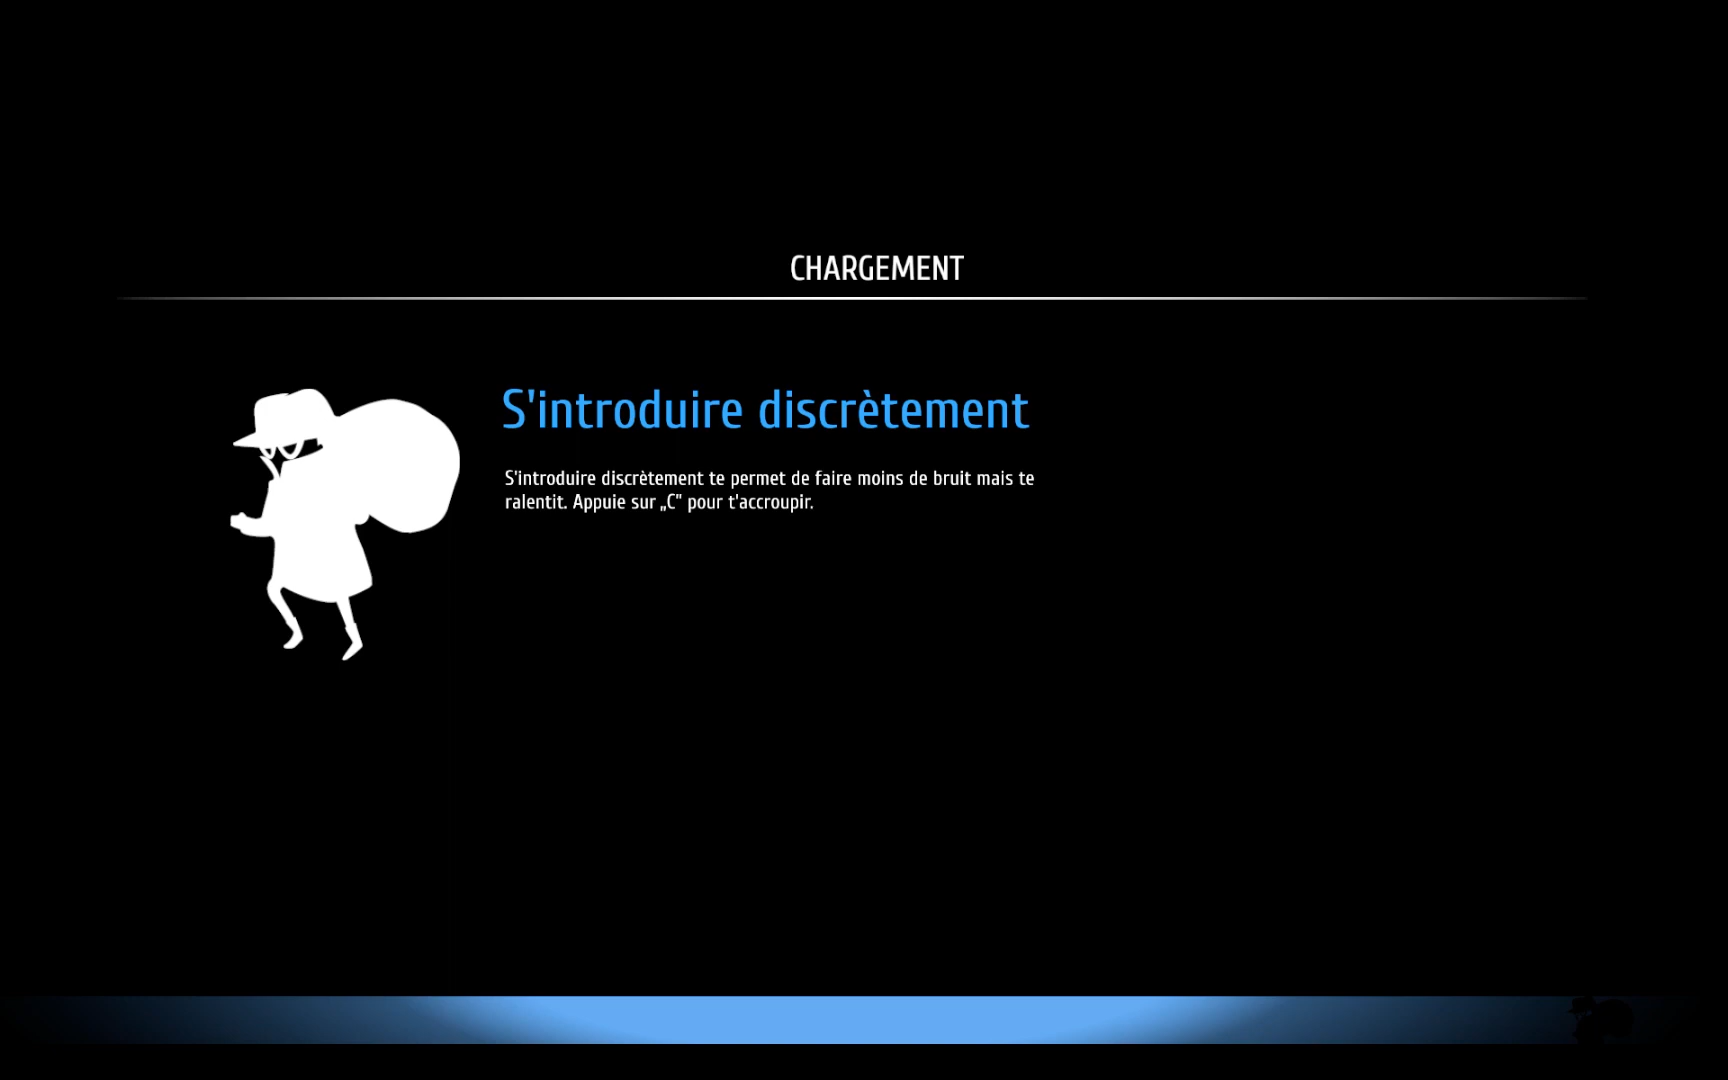 CHARGEMENT
S'introduire discrètement
S'introduire discrètement te permet de faire moins de bruit mais te
ralentit. Appuie sur „C" pour t'accroupir.